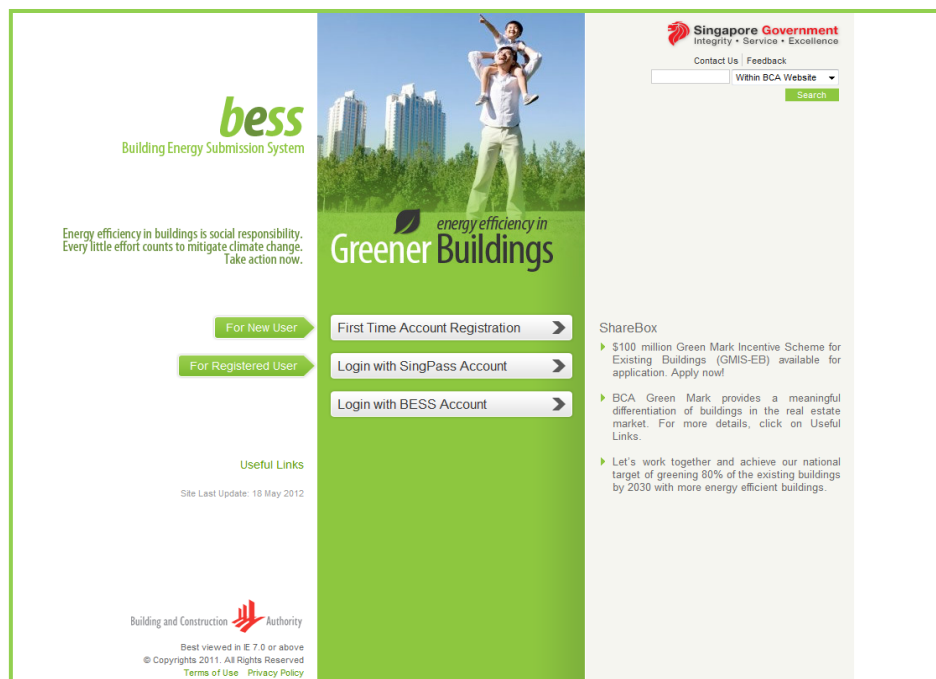 bess
Building Energy Submission System
Energy efficiency in buildings is social responsibility.
Every little effort counts to mitigate climate change.
Take action now.
energy efficiency in
Greener Buildings
Singapore Government
Integrity • Service • Excellence
Contact Us | Feedback
Within BCA Website
Search
For New User
First Time Account Registration
For Registered User
Login with SingPass Account
Login with BESS Account
ShareBox
$100 million Green Mark Incentive Scheme for
Existing Buildings (GMIS-EB) available for
application. Apply now!
BCA Green Mark provides a meaningful
differentiation of buildings in the real estate
market. For more details, click on Useful
Links.
Let's work together and achieve our national
target of greening 80% of the existing buildings
by 2030 with more energy efficient buildings.
Useful Links
Site Last Update: 18 May 2012
Building and Construction Authority
Best viewed in IE 7.0 or above
© Copyrights 2011. All Rights Reserved
Terms of Use Privacy Policy